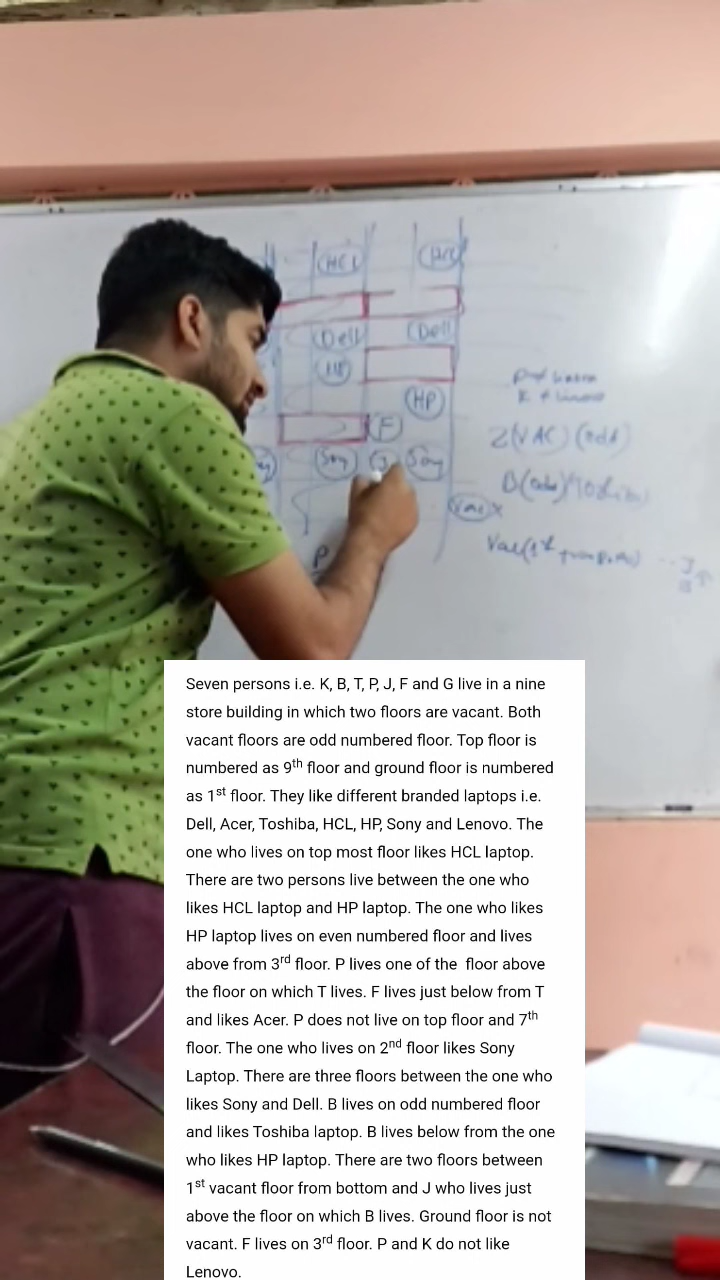 HCL
HCL
Dell
Dell
HP
HP
F
Sony
J
Sony
P
2(VAC) (odd)
Seven persons i.e. K, B, T, P, J, F and G live in a nine
store building in which two floors are vacant. Both
vacant floors are odd numbered floor. Top floor is
numbered as 9th floor and ground floor is numbered
as 1st floor. They like different branded laptops i.e.
Dell, Acer, Toshiba, HCL, HP, Sony and Lenovo. The
one who lives on top most floor likes HCL laptop.
There are two persons live between the one who
likes HCL laptop and HP laptop. The one who likes
HP laptop lives on even numbered floor and lives
above from 3rd floor. P lives one of the floor above
the floor on which T lives. F lives just below from T
and likes Acer. P does not live on top floor and 7th
floor. The one who lives on 2nd floor likes Sony
Laptop. There are three floors between the one who
likes Sony and Dell. B lives on odd numbered floor
and likes Toshiba laptop. B lives below from the one
who likes HP laptop. There are two floors between
1st vacant floor from bottom and J who lives just
above the floor on which B lives. Ground floor is not
vacant. F lives on 3rd floor. P and K do not like
Lenovo.